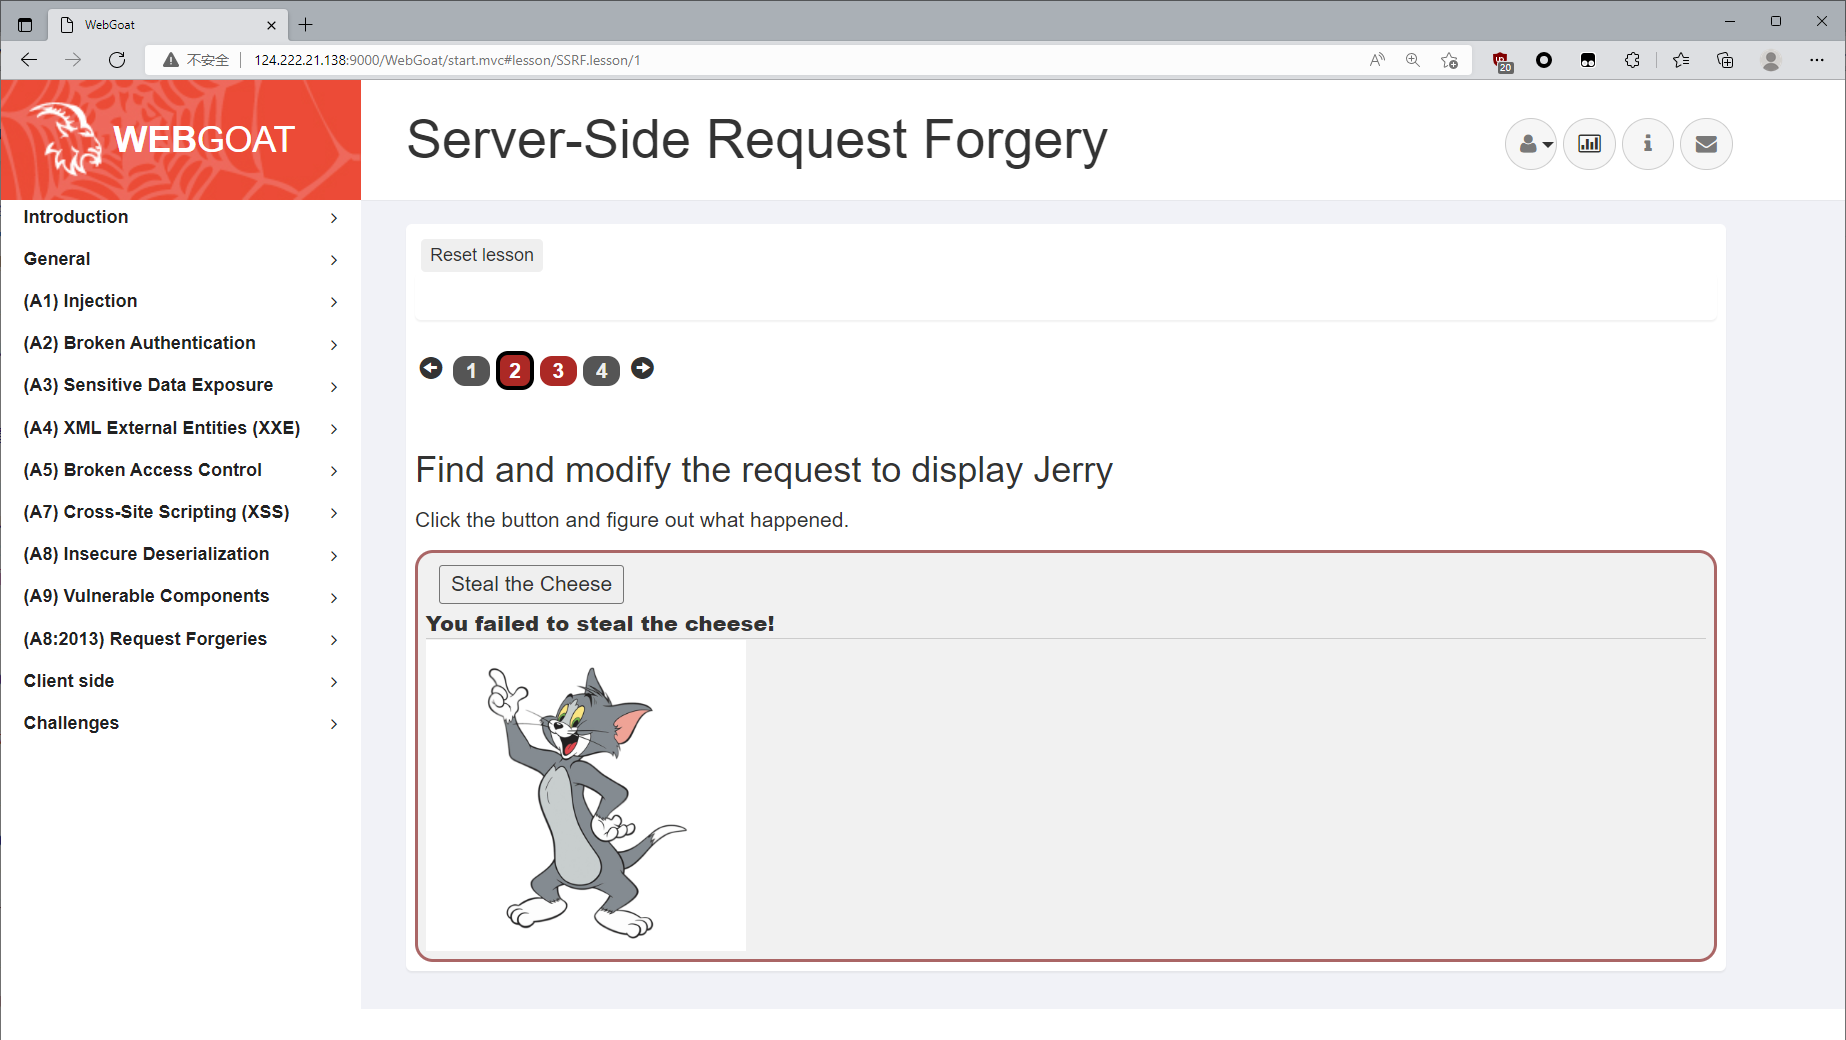 WebGoat
不安全
124.222.21.138:9000/WebGoat/start.mvc#lesson/SSRF.lesson/1
20
WEBGOAT
Server-Side Request Forgery
Introduction
General
(A1) Injection
(A2) Broken Authentication
(A3) Sensitive Data Exposure
(A4) XML External Entities (XXE)
(A5) Broken Access Control
(A7) Cross-Site Scripting (XSS)
(A8) Insecure Deserialization
(A9) Vulnerable Components
(A8:2013) Request Forgeries
Client side
Challenges
Reset lesson
1 2 3 4
Find and modify the request to display Jerry
Click the button and figure out what happened.
Steal the Cheese
You failed to steal the cheese!